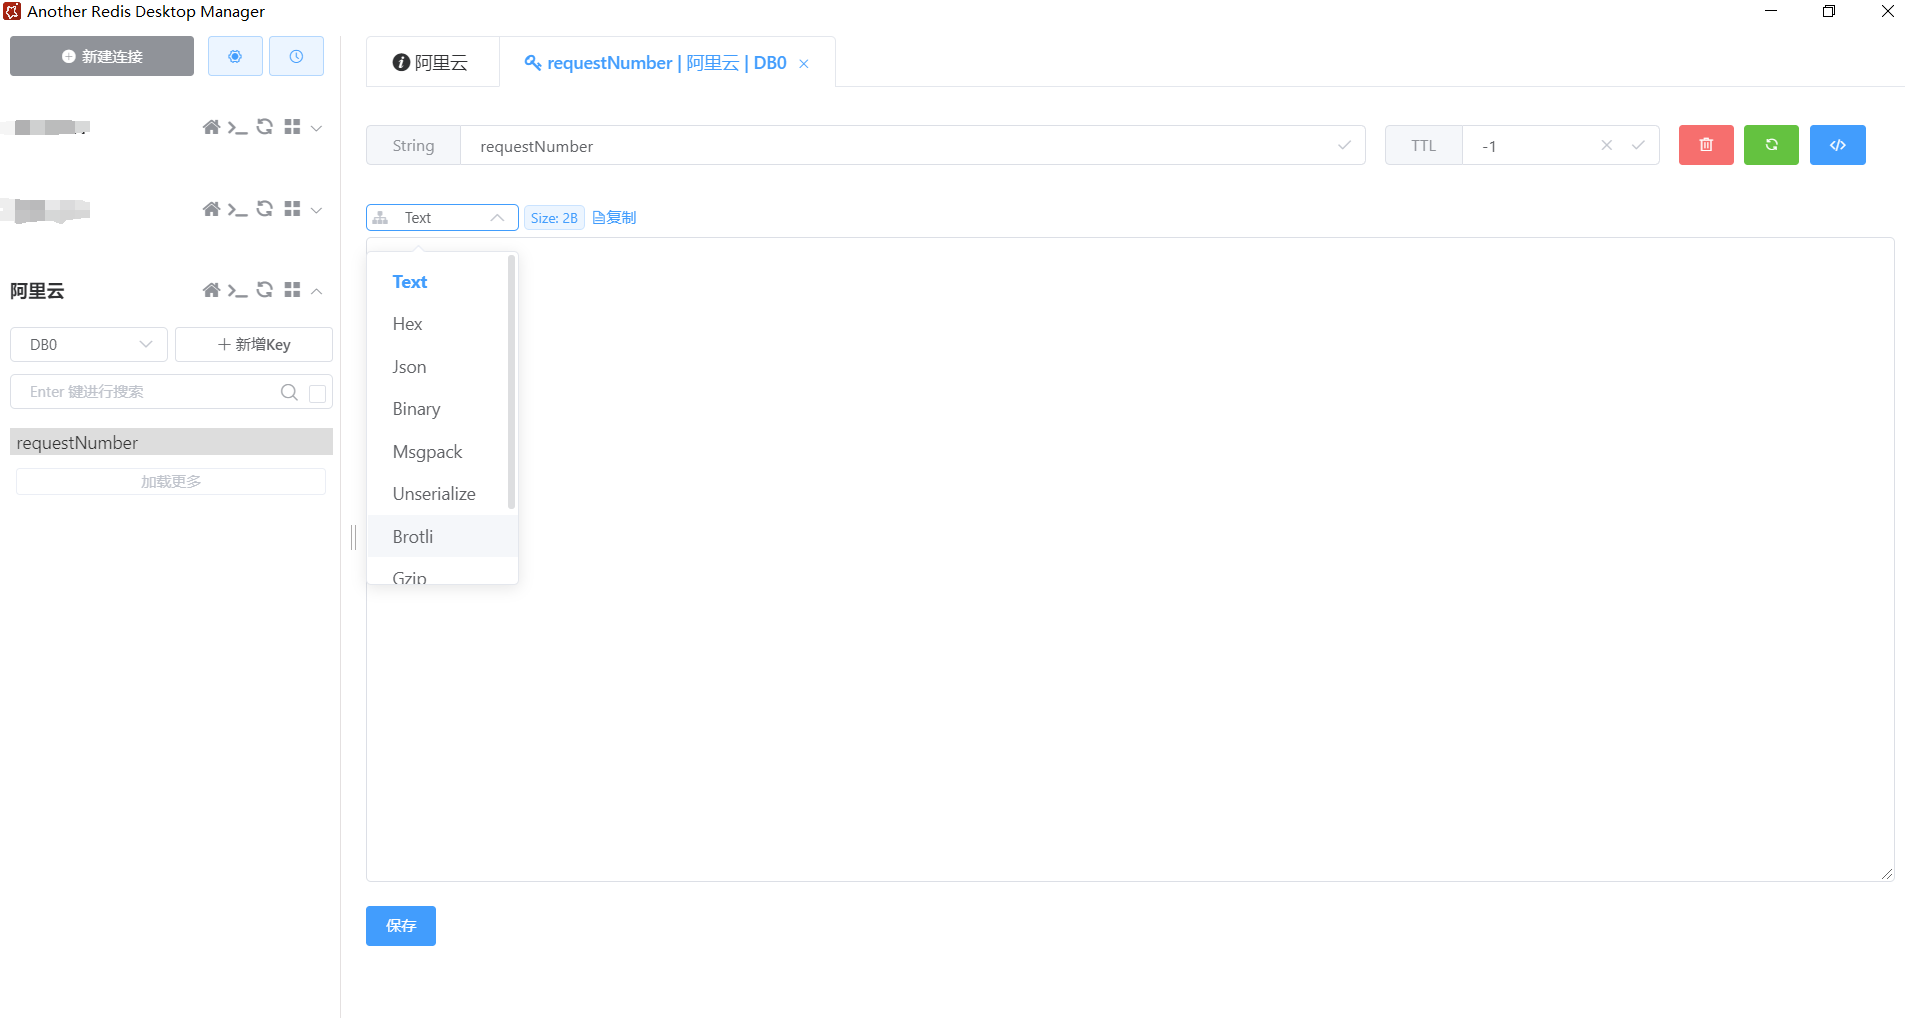 Another Redis Desktop Manager
新建连接
阿里云
DB0
新增Key
Enter 键进行搜索
requestNumber
加载更多
阿里云
requestNumber | 阿里云 | DB0
String
requestNumber
TTL
-1
Text
Size: 2B
复制
Text
Hex
Json
Binary
Msgpack
Unserialize
Brotli
Gzip
保存